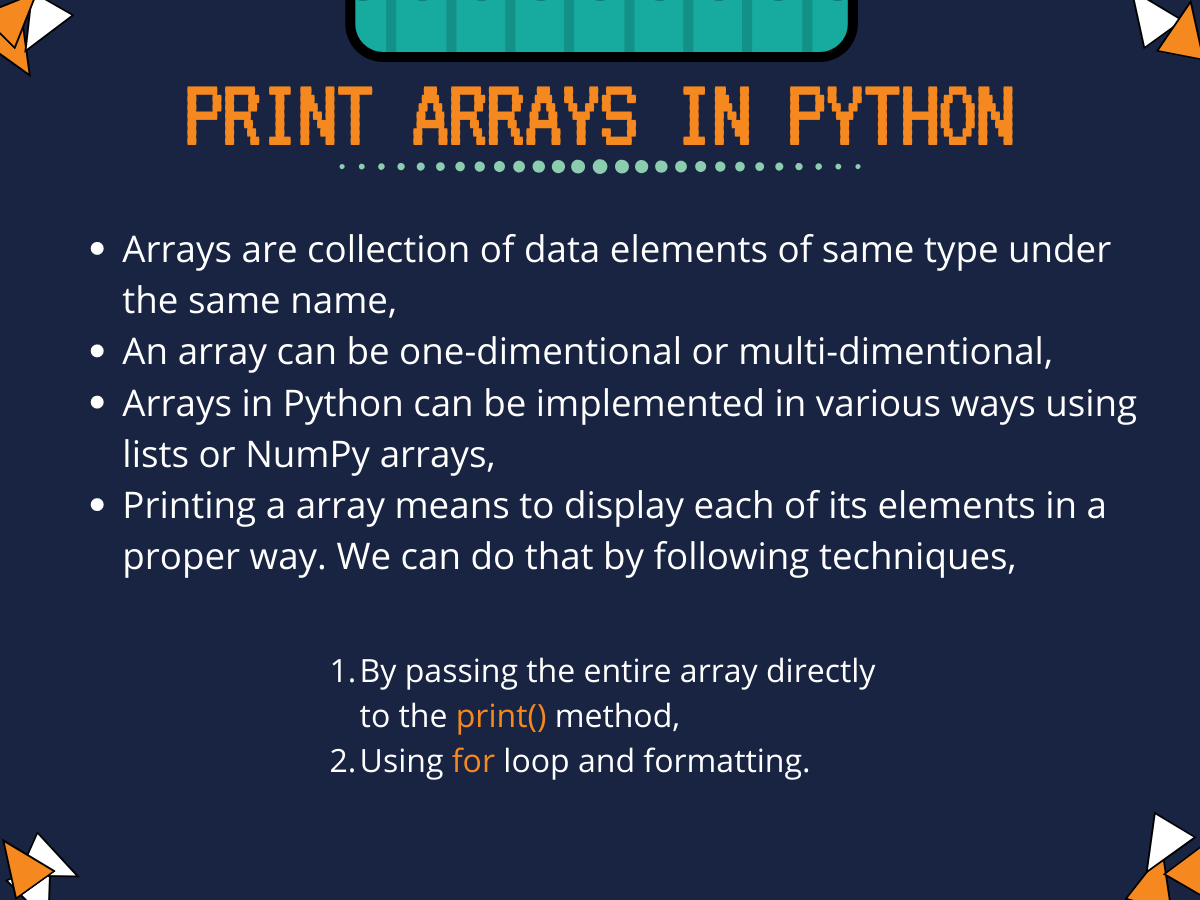 PRINT ARRAYS IN PYTHON
• Arrays are collection of data elements of same type under
the same name,
• An array can be one-dimentional or multi-dimentional,
• Arrays in Python can be implemented in various ways using
lists or NumPy arrays,
• Printing a array means to display each of its elements in a
proper way. We can do that by following techniques,
1. By passing the entire array directly
to the print() method,
2. Using for loop and formatting.